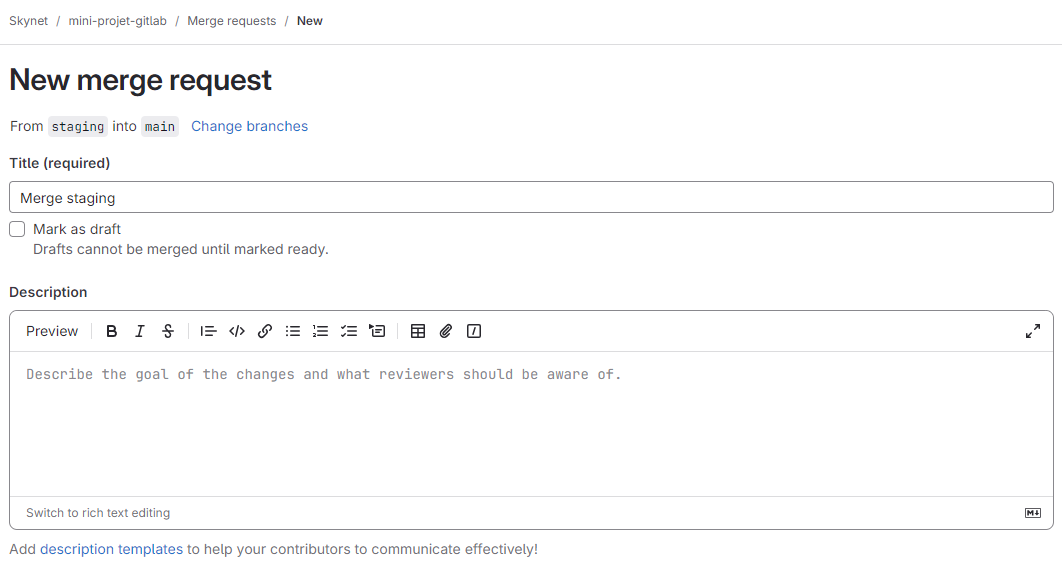 Skynet / mini-projet-gitlab / Merge requests / New
New merge request
From staging into main Change branches
Title (required)
Merge staging
Mark as draft
Drafts cannot be merged until marked ready.
Description
Preview
Describe the goal of the changes and what reviewers should be aware of.
Switch to rich text editing
Add description templates to help your contributors to communicate effectively!